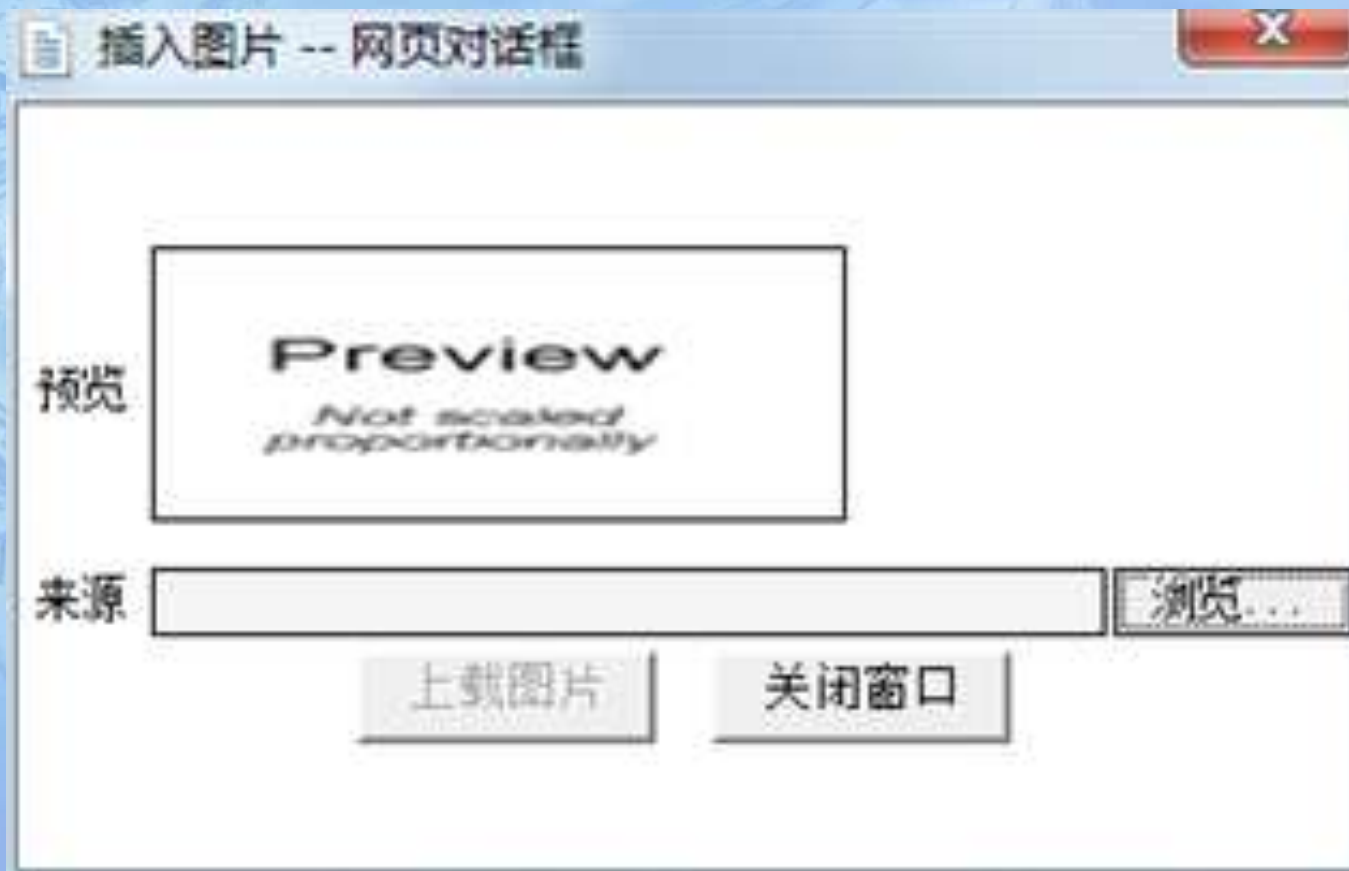 插入图片 -- 网页对话框
预览
Preview
Not scaled
proportionally
来源
浏览...
上载图片
关闭窗口